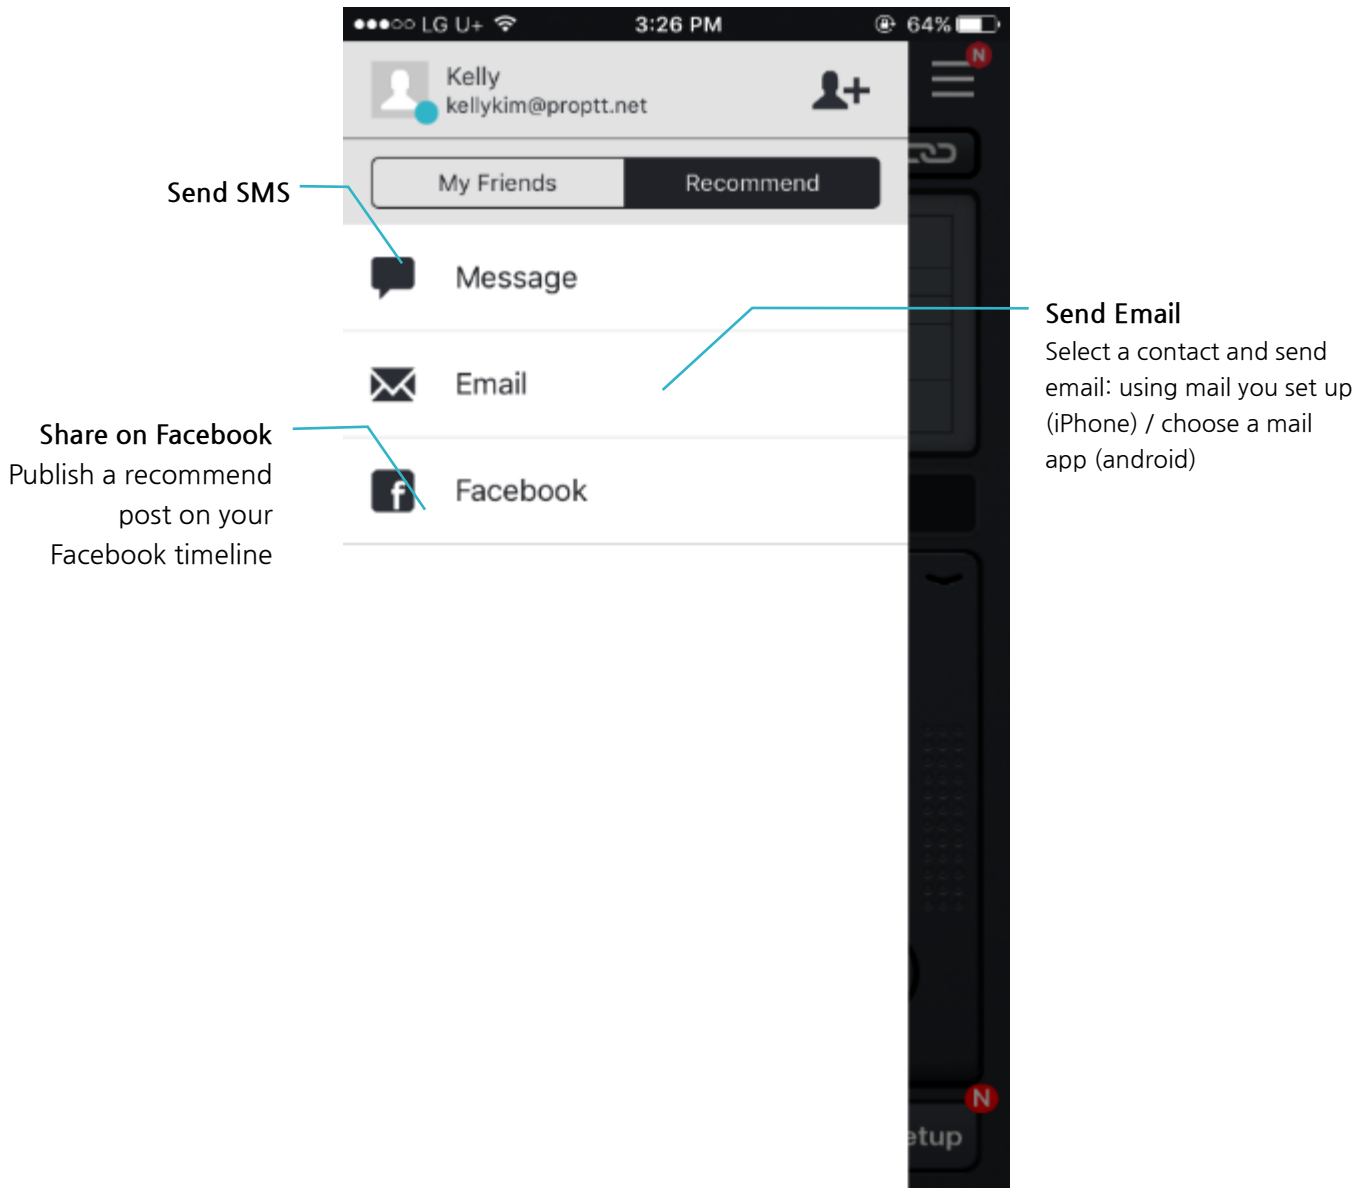 LG U+ 3:26 PM 64%
N
Kelly
kellykim@proptt.net
My Friends Recommend
Send SMS
Message
Send Email
Select a contact and send
email: using mail you set up
(iPhone) / choose a mail
app (android)
Email
Share on Facebook
Publish a recommend
post on your
Facebook timeline
f
Facebook
N
etup